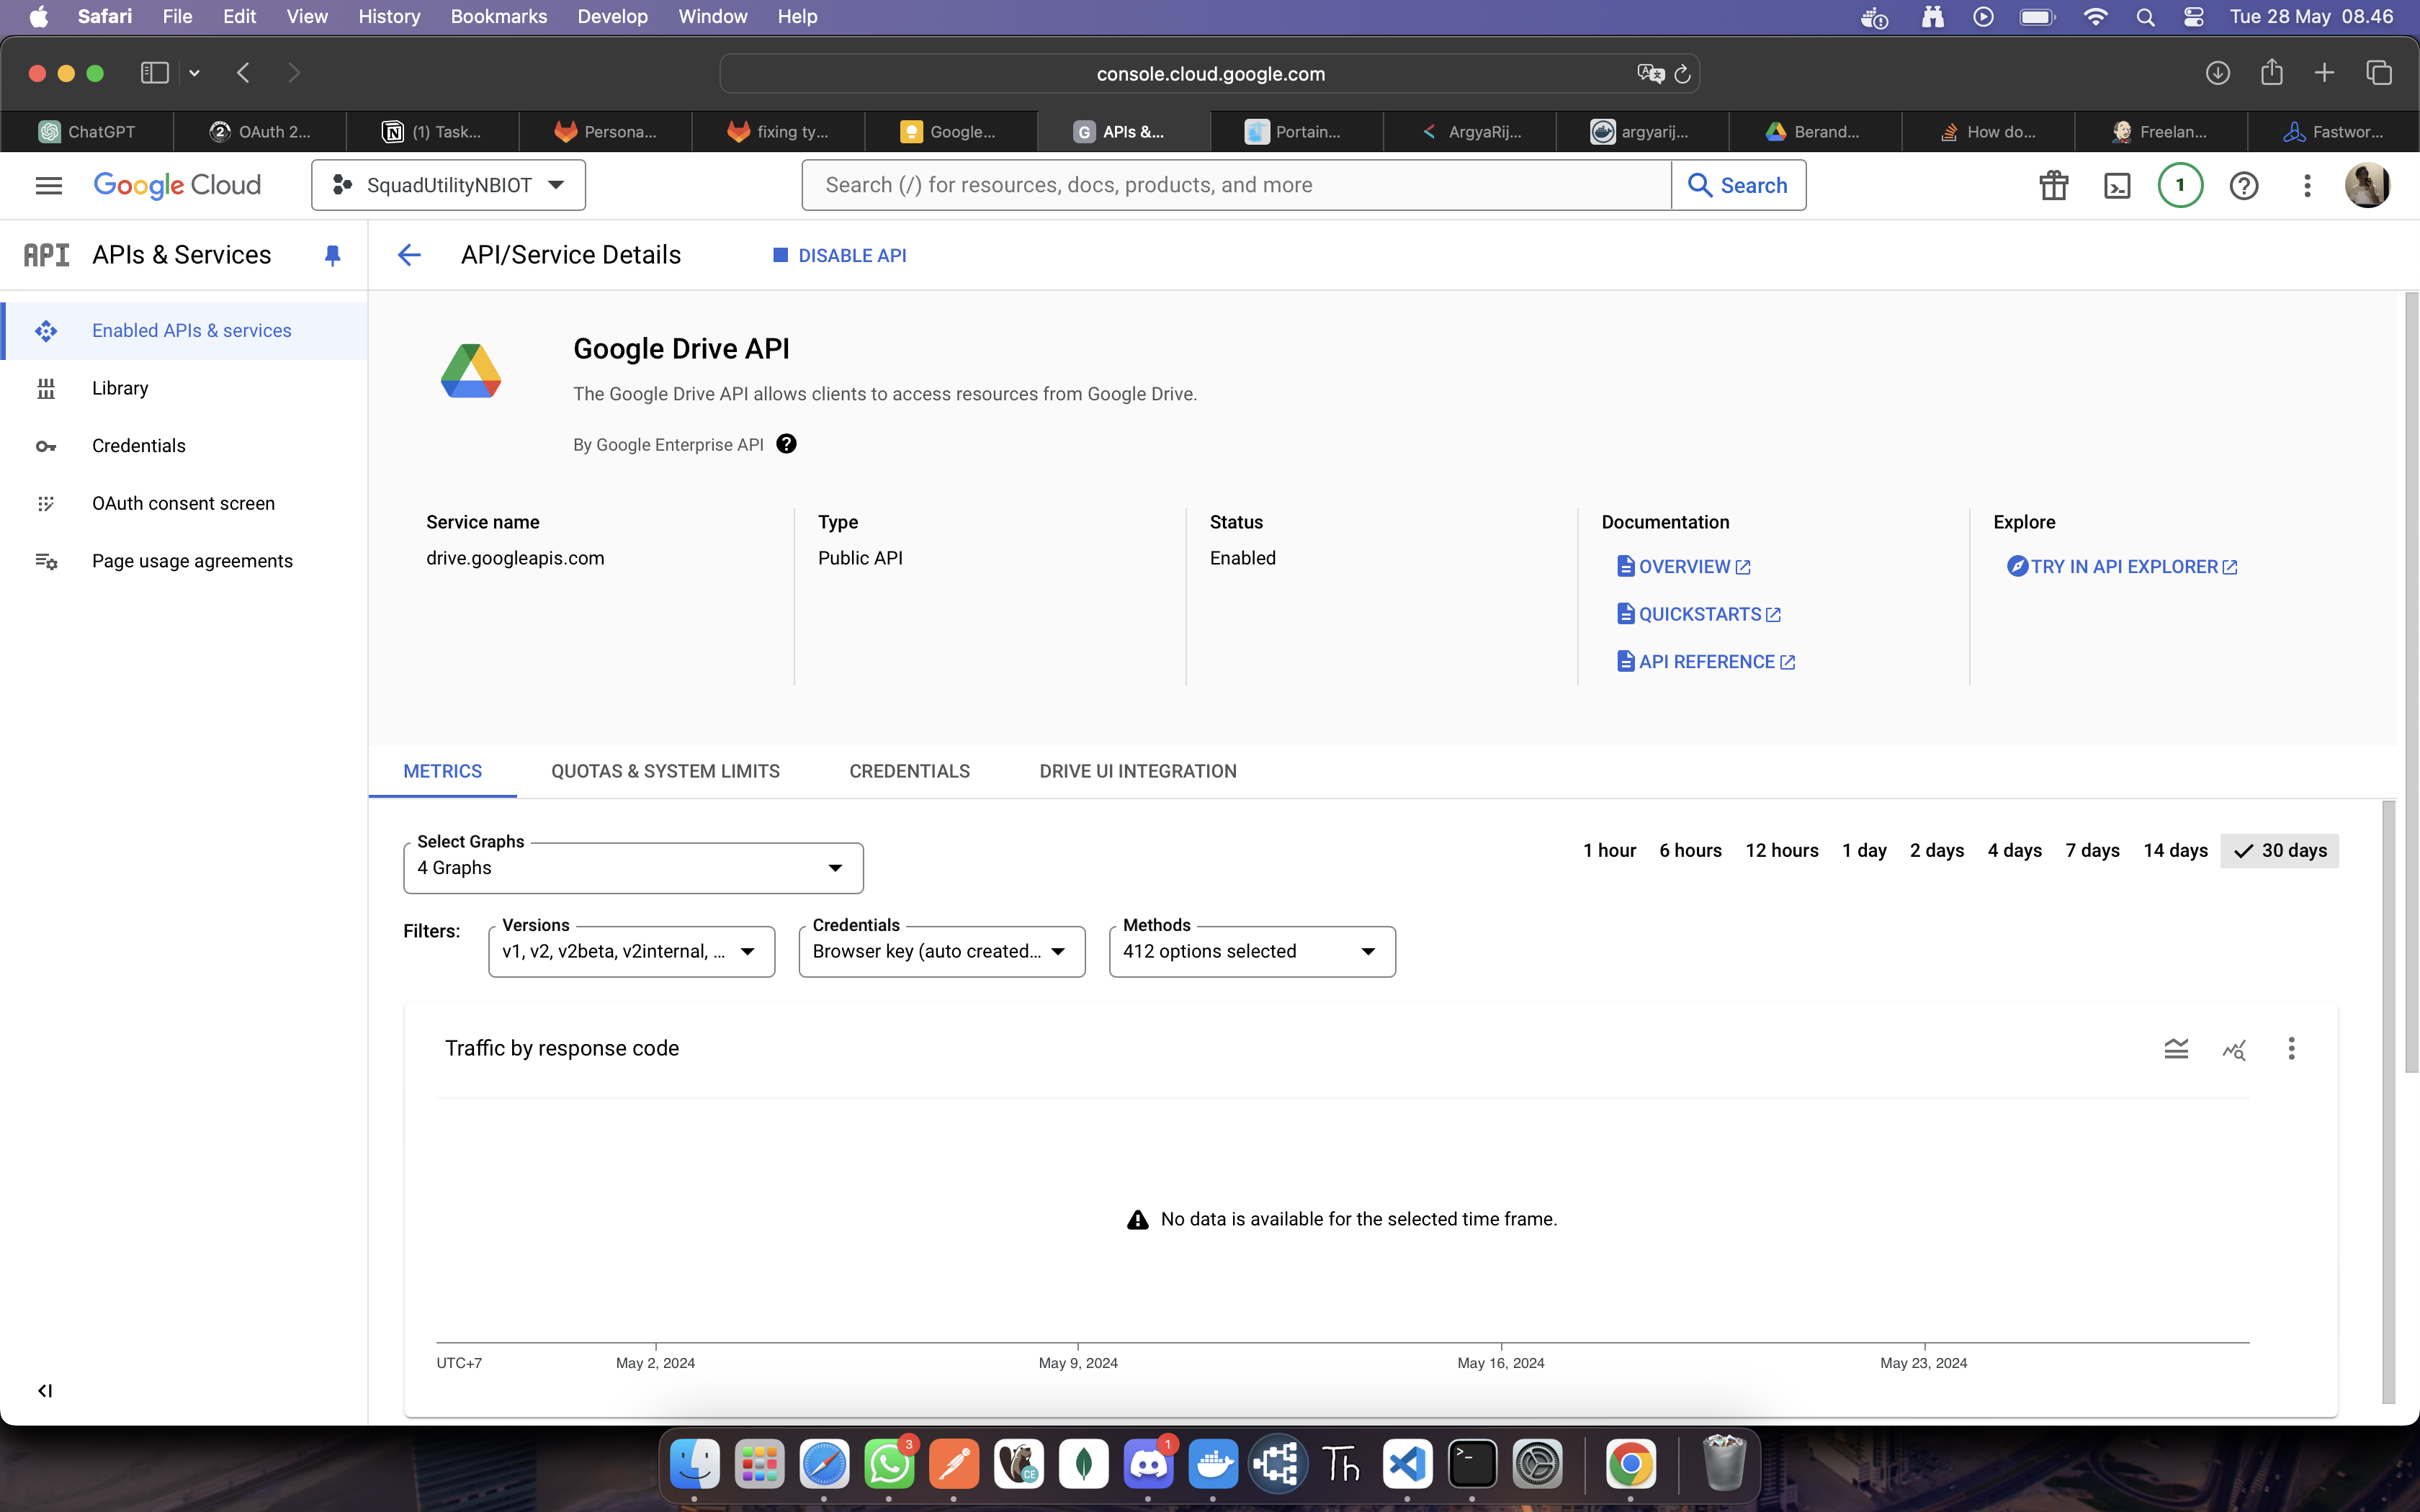 Safari File Edit View History Bookmarks Develop Window Help Tue 28 May 08.46
console.cloud.google.com
ChatGPT OAuth 2... (1) Task... Persona... fixing ty... Google... APIs &... Portain... ArgyaRij... argyarij... Berand... How do... Freelan... Fastwor...
Google Cloud SquadUtilityNBIOT Search (/) for resources, docs, products, and more Search 1
API APIs & Services
API/Service Details DISABLE API
Enabled APIs & services
Library
Credentials
OAuth consent screen
Page usage agreements
Google Drive API
The Google Drive API allows clients to access resources from Google Drive.
By Google Enterprise API
Service name Type Status Documentation Explore
drive.googleapis.com Public API Enabled
OVERVIEW TRY IN API EXPLORER
QUICKSTARTS
API REFERENCE
METRICS QUOTAS & SYSTEM LIMITS CREDENTIALS DRIVE UI INTEGRATION
Select Graphs
4 Graphs
1 hour 6 hours 12 hours 1 day 2 days 4 days 7 days 14 days 30 days
Filters:
Versions Credentials Methods
v1, v2, v2beta, v2internal, ... Browser key (auto created... 412 options selected
Traffic by response code
No data is available for the selected time frame.
UTC+7 May 2, 2024 May 9, 2024 May 16, 2024 May 23, 2024
3 CE 1 Th